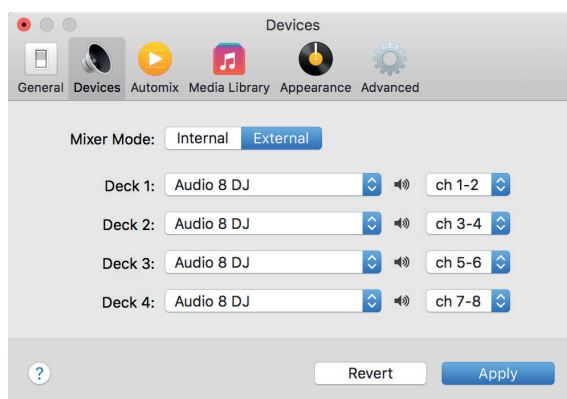 Devices
General Devices Automix Media Library Appearance Advanced
Mixer Mode: Internal External
Deck 1: Audio 8 DJ ch 1-2
Deck 2: Audio 8 DJ ch 3-4
Deck 3: Audio 8 DJ ch 5-6
Deck 4: Audio 8 DJ ch 7-8
? Revert Apply